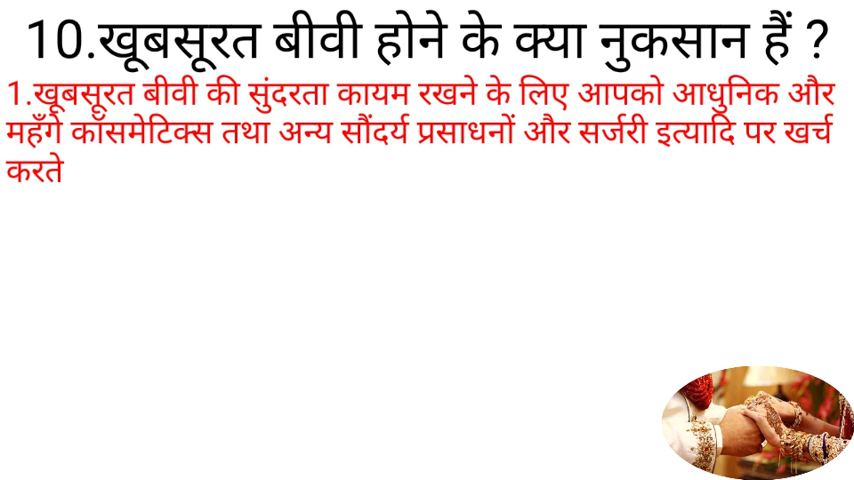 10.खूबसूरत बीवी होने के क्या नुकसान हैं ?
1.खूबसूरत बीवी की सुंदरता कायम रखने के लिए आपको आधुनिक और
महँगे कॉसमेटिक्स तथा अन्य सौंदर्य प्रसाधनों और सर्जरी इत्यादि पर खर्च
करते